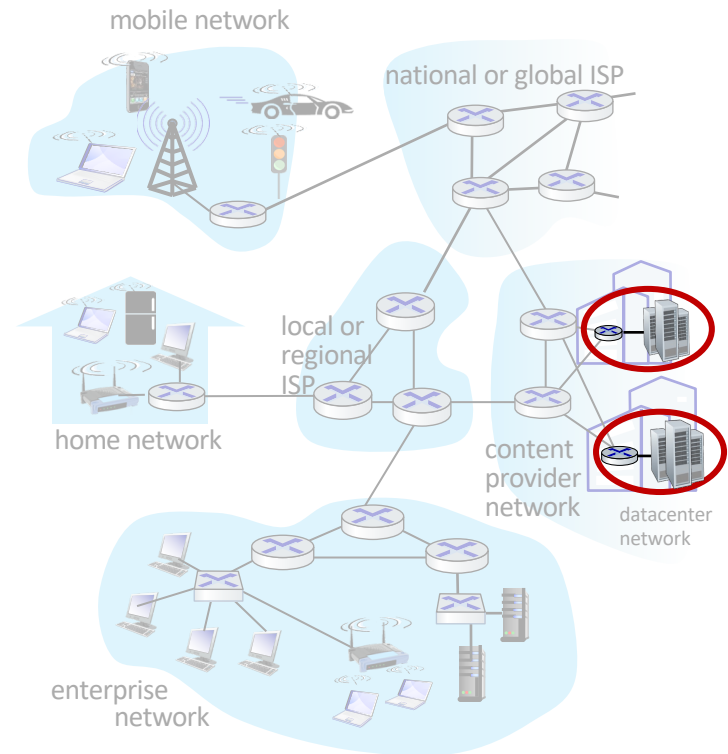 mobile network
national or global ISP
local or
regional
ISP
home network
content
provider
network
datacenter
network
enterprise
network